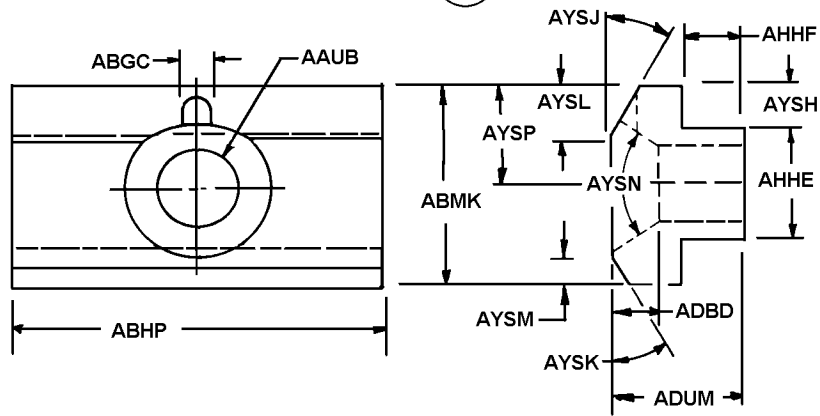 AYSJ
AHHF
ABGC
AAUB
AYSL
AYSH
AYSP
AYSN
AHHE
ABMK
AYSM
ADBD
ABHP
AYSK
ADUM